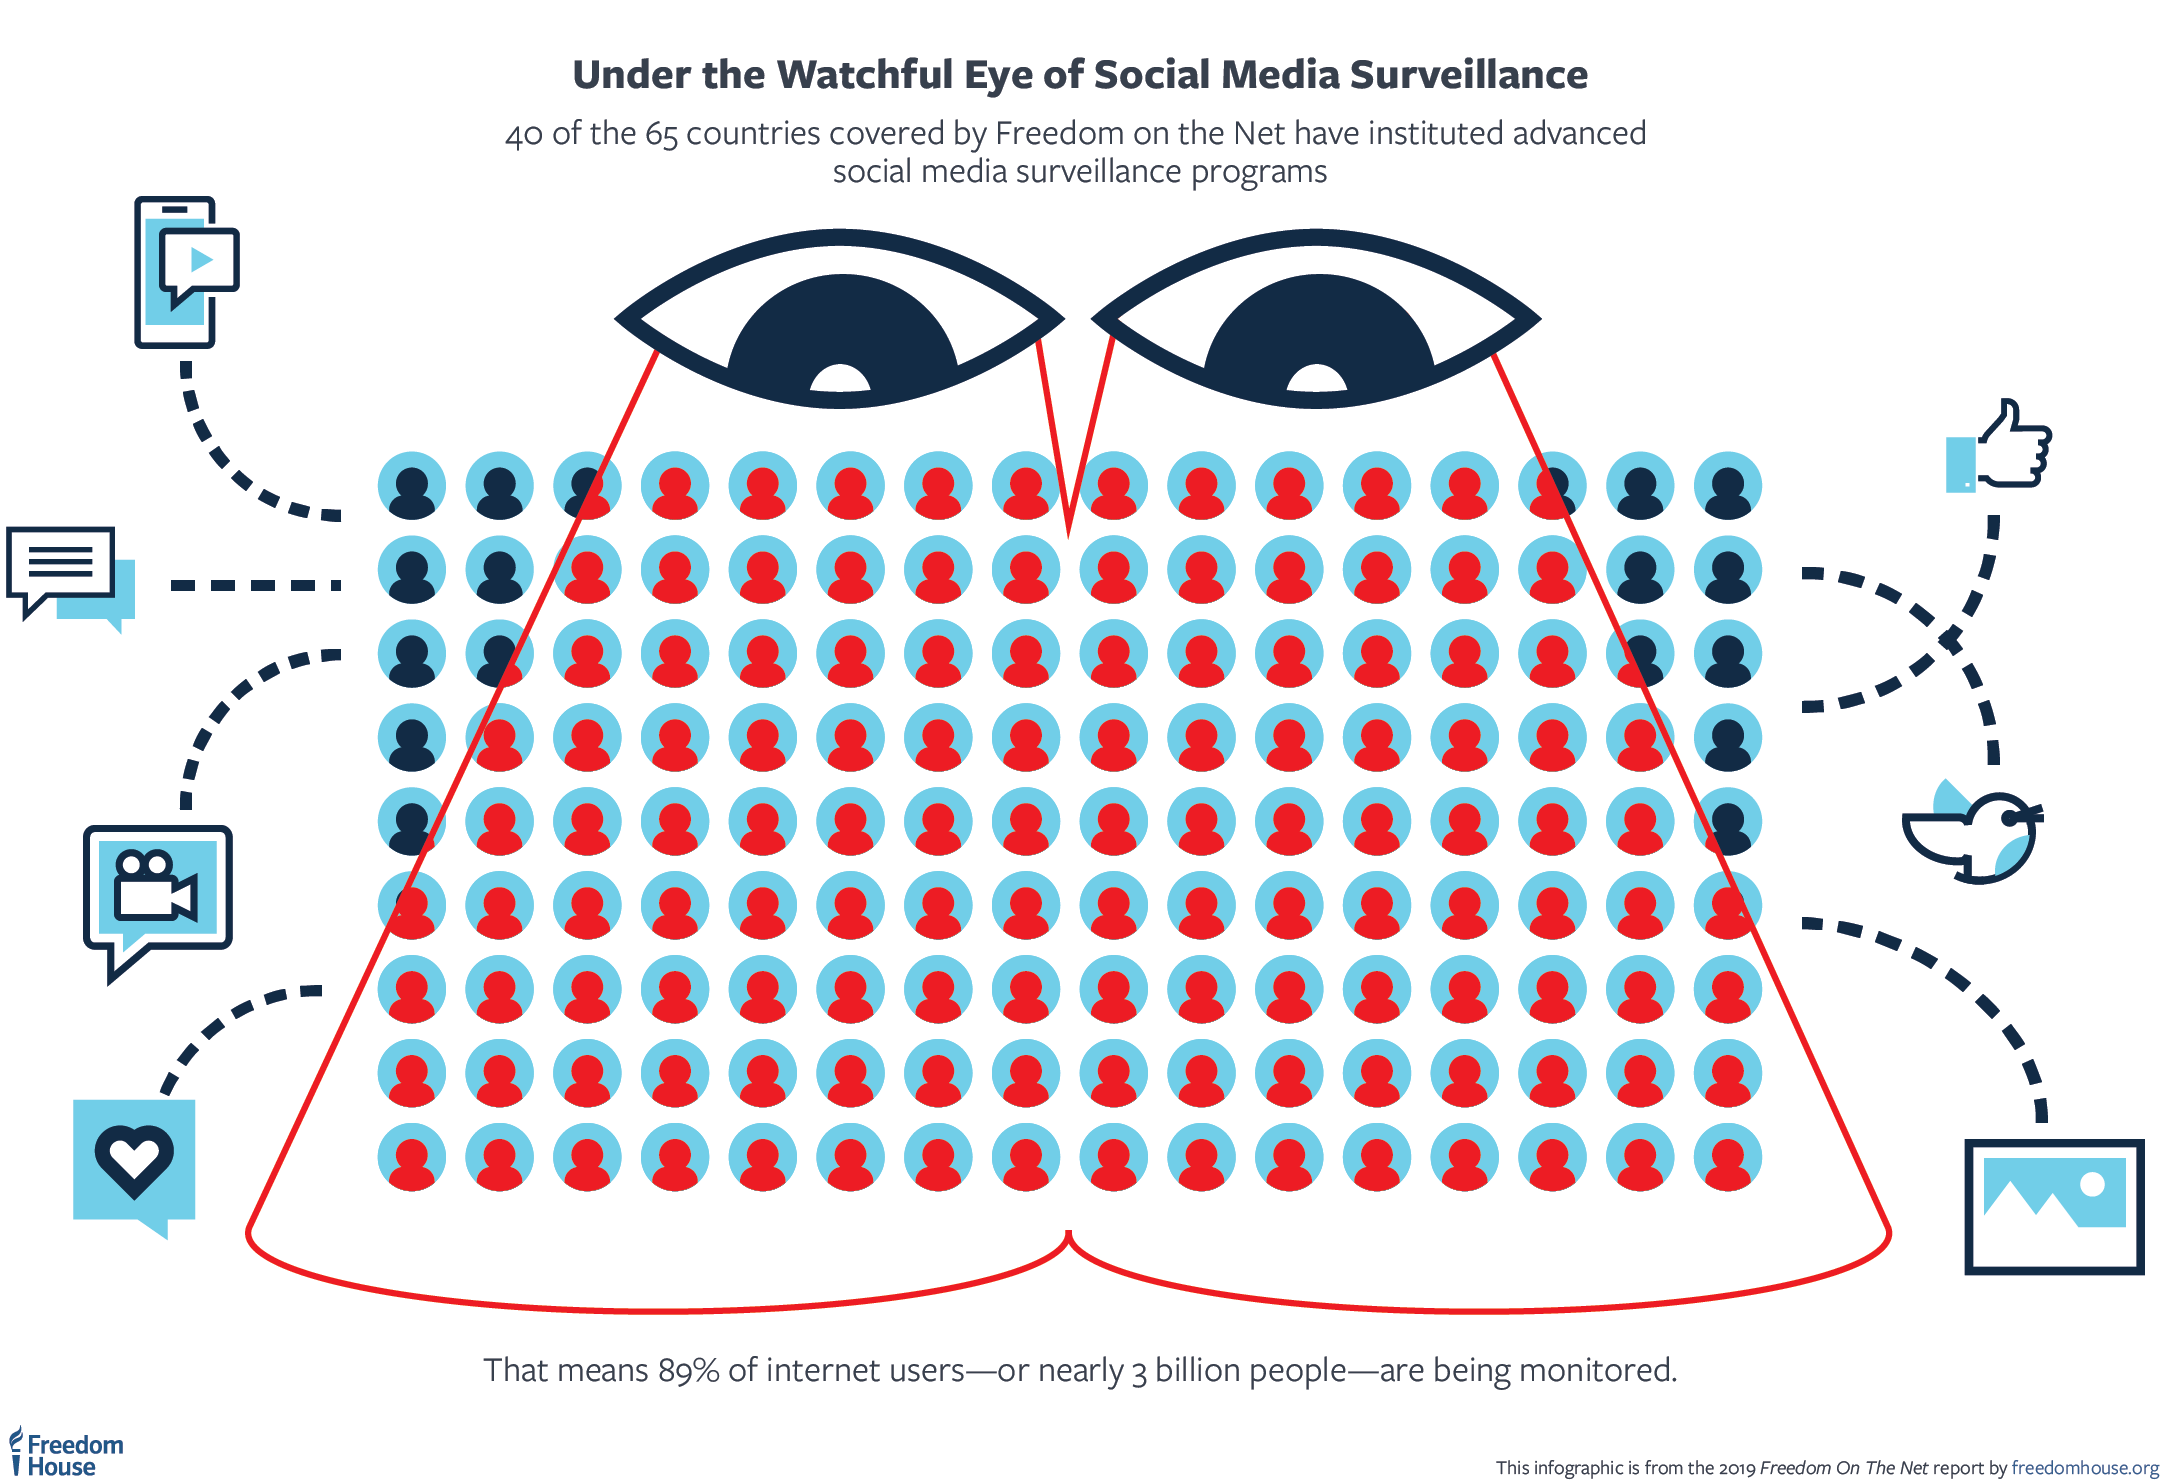 Under the Watchful Eye of Social Media Surveillance
40 of the 65 countries covered by Freedom on the Net have instituted advanced
social media surveillance programs
That means 89% of internet users—or nearly 3 billion people—are being monitored.
Freedom
House
This infographic is from the 2019 Freedom On The Net report by freedomhouse.org